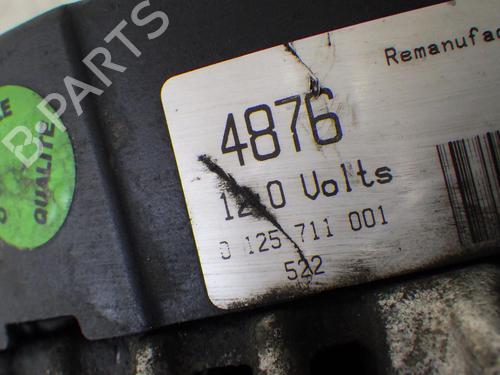 B-PARTS
QUALITE
Remanufac
4876
12.0 Volts
0 125 711 001
522